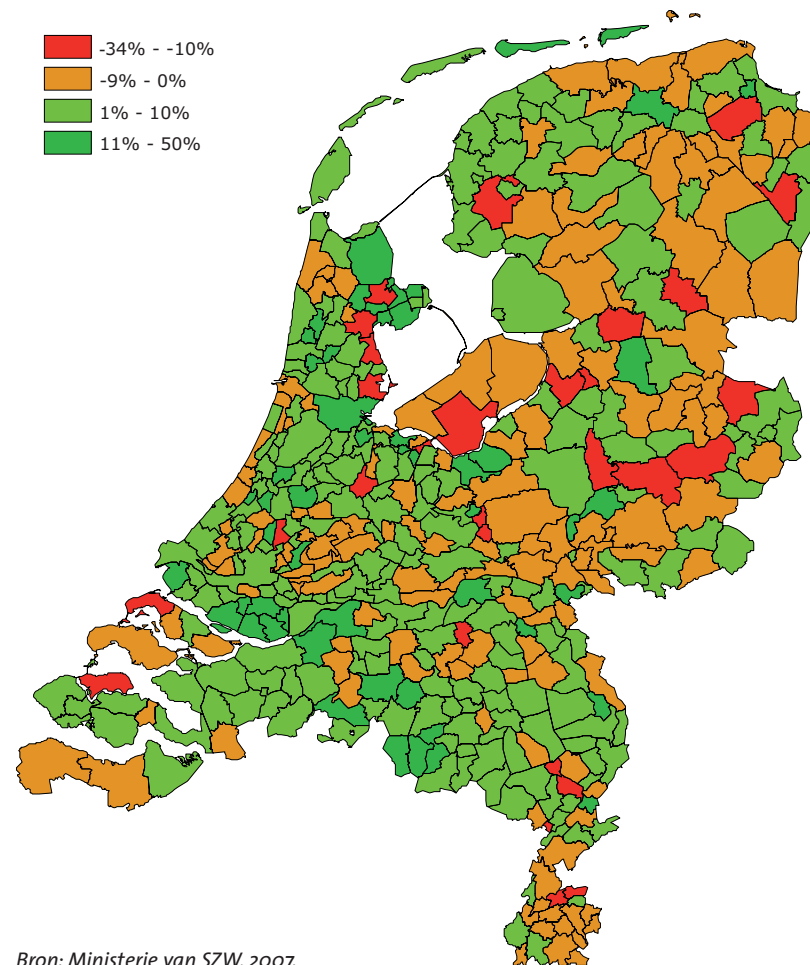 -34% - -10%
-9% - 0%
1% - 10%
11% - 50%
Bron: Ministerie van SZW, 2007.